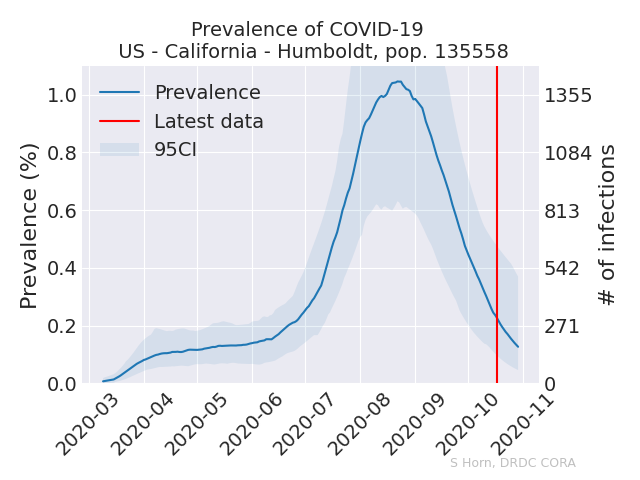 Prevalence of COVID-19
US - California - Humboldt, pop. 135558
Prevalence
Latest data
95CI
Prevalence (%)
1.0
0.8
0.6
0.4
0.2
0.0
1355
1084
813
542
271
0
# of infections
2020-03
2020-04
2020-05
2020-06
2020-07
2020-08
2020-09
2020-10
2020-11
S Horn, DRDC CORA